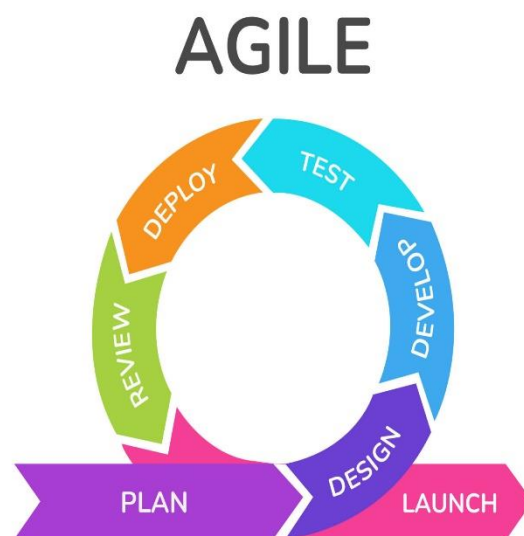 AGILE
TEST
DEPLOY
DEVELOP
REVIEW
DESIGN
PLAN
LAUNCH